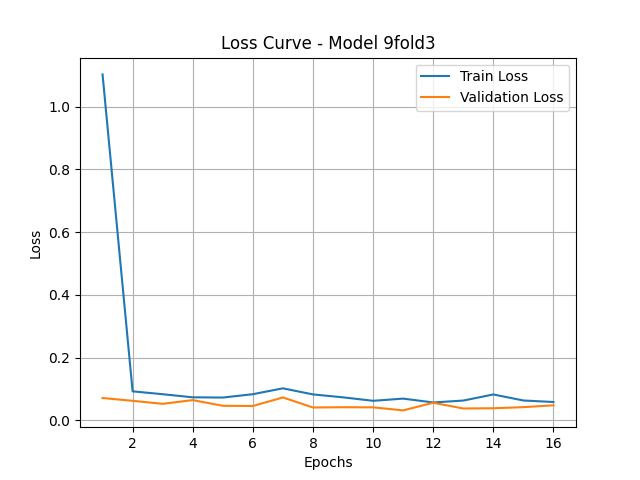 Loss Curve - Model 9fold3
Train Loss
Validation Loss
1.0
0.8
0.6
0.4
0.2
0.0
Loss
2 4 6 8 10 12 14 16
Epochs